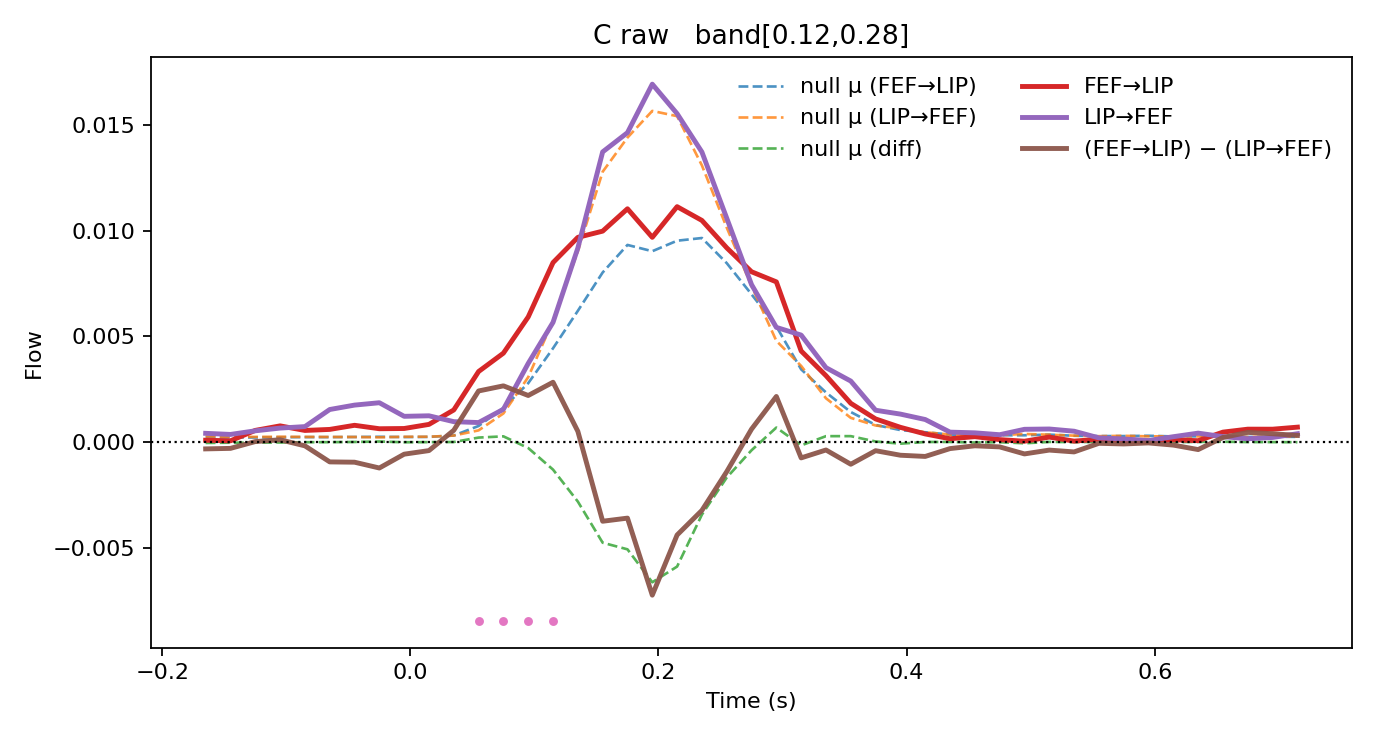 C raw band[0.12,0.28]
null μ (FEF→LIP)
null μ (LIP→FEF)
null μ (diff)
FEF→LIP
LIP→FEF
(FEF→LIP) − (LIP→FEF)
Flow
0.015
0.010
0.005
0.000
−0.005
−0.2
0.0
0.2
0.4
0.6
Time (s)